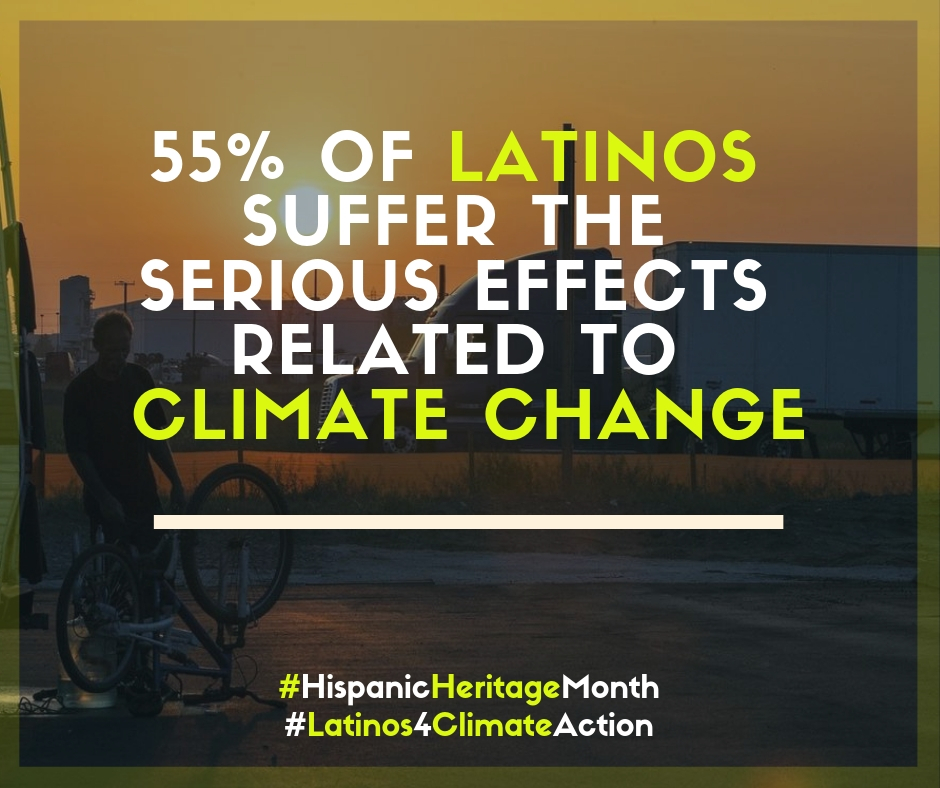 55% OF LATINOS
SUFFER THE
SERIOUS EFFECTS
RELATED TO
CLIMATE CHANGE
#HispanicHeritageMonth
#Latinos4ClimateAction